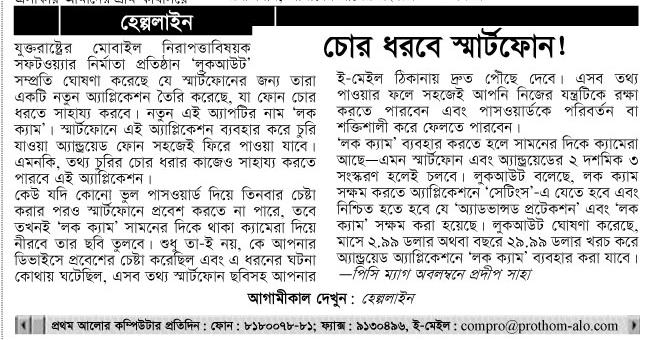 হেল্পলাইন
চোর ধরবে স্মার্টফোন!
যুক্তরাষ্ট্রের মোবাইল নিরাপত্তাবিষয়ক
সফটওয়্যার নির্মাতা প্রতিষ্ঠান ‘লুকআউট’
সম্প্রতি ঘোষণা করেছে যে স্মার্টফোনের জন্য তারা
একটি নতুন অ্যাপ্লিকেশন তৈরি করেছে, যা ফোন চোর
ধরতে সাহায্য করবে। নতুন এই অ্যাপটির নাম ‘লক
ক্যাম’। স্মার্টফোনে এই অ্যাপ্লিকেশন ব্যবহার করে চুরি
যাওয়া অ্যান্ড্রয়েড ফোন সহজেই ফিরে পাওয়া যাবে।
এমনকি, তথ্য চুরির চোর ধরার কাজেও সাহায্য করতে
পারবে এই অ্যাপ্লিকেশন।
কেউ যদি কোনো ভুল পাসওয়ার্ড দিয়ে তিনবার চেষ্টা
করার পরও স্মার্টফোনে প্রবেশ করতে না পারে, তবে
তখনই ‘লক ক্যাম’ সামনের দিকে থাকা ক্যামেরা দিয়ে
নীরবে তার ছবি তুলবে। শুধু তা-ই নয়, কে আপনার
ডিভাইসে প্রবেশের চেষ্টা করেছিল এবং এ ধরনের ঘটনা
কোথায় ঘটেছিল, এসব তথ্য স্মার্টফোন ছবিসহ আপনার
ই-মেইল ঠিকানায় দ্রুত পৌছে দেবে। এসব তথ্য
পাওয়ার ফলে সহজেই আপনি নিজের যন্ত্রটিকে রক্ষা
করতে পারবেন এবং পাসওয়ার্ডকে পরিবর্তন বা
শক্তিশালী করে ফেলতে পারবেন।
‘লক ক্যাম’ ব্যবহার করতে হলে সামনের দিকে ক্যামেরা
আছে—এমন স্মার্টফোন এবং অ্যান্ড্রয়েডের ২ দশমিক ৩
সংস্করণ হলেই চলবে। লুকআউট বলেছে, লক ক্যাম
সক্ষম করতে অ্যাপ্লিকেশনে ‘সেটিংস’-এ যেতে হবে এবং
নিশ্চিত হতে হবে যে ‘অ্যাডভান্সড প্রটেকশন’ এবং ‘লক
ক্যাম’ সক্ষম করা হয়েছে। লুকআউট ঘোষণা করেছে,
মাসে ২.৯৯ ডলার অথবা বছরে ২৯.৯৯ ডলার খরচ করে
অ্যান্ড্রয়েড অ্যাপ্লিকেশনে ‘লক ক্যাম’ ব্যবহার করা যাবে।
—পিসি ম্যাগ অবলম্বনে প্রদীপ সাহা
আগামীকাল দেখুন : হেল্পলাইন
প্রথম আলোর কম্পিউটার প্রতিদিন : ফোন : ৮১৮০০৭৮-৮১; ফ্যাক্স : ৯১৩০৪৯৬, ই-মেইল : compro@prothom-alo.com